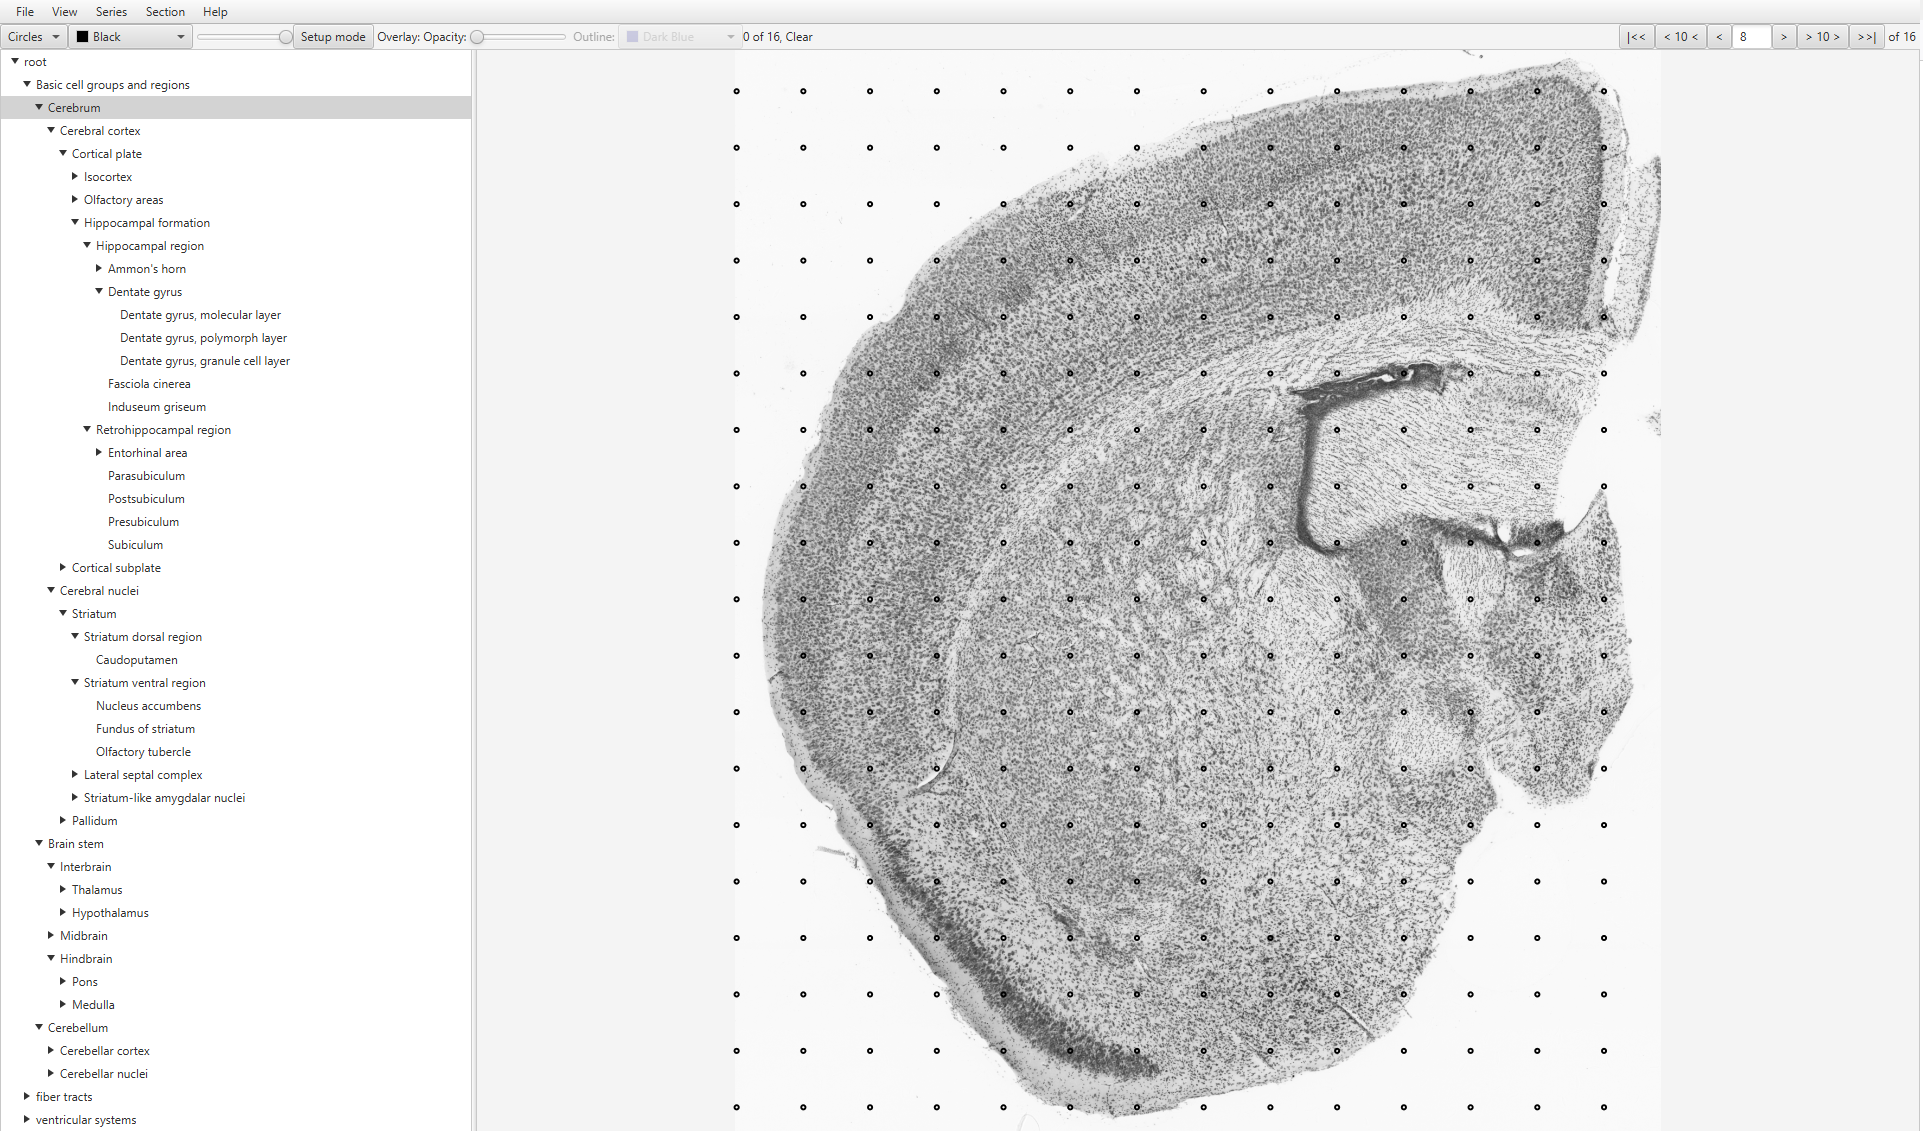 File View Series Section Help
Circles Black Setup mode Overlay: Opacity: Outline: Dark Blue 0 of 16, Clear |<< < 10 < < 8 > > 10 > >>| of 16
root
Basic cell groups and regions
Cerebrum
Cerebral cortex
Cortical plate
Isocortex
Olfactory areas
Hippocampal formation
Hippocampal region
Ammon's horn
Dentate gyrus
Dentate gyrus, molecular layer
Dentate gyrus, polymorph layer
Dentate gyrus, granule cell layer
Fasciola cinerea
Induseum griseum
Retrohippocampal region
Entorhinal area
Parasubiculum
Postsubiculum
Presubiculum
Subiculum
Cortical subplate
Cerebral nuclei
Striatum
Striatum dorsal region
Caudoputamen
Striatum ventral region
Nucleus accumbens
Fundus of striatum
Olfactory tubercle
Lateral septal complex
Striatum-like amygdalar nuclei
Pallidum
Brain stem
Interbrain
Thalamus
Hypothalamus
Midbrain
Hindbrain
Pons
Medulla
Cerebellum
Cerebellar cortex
Cerebellar nuclei
fiber tracts
ventricular systems